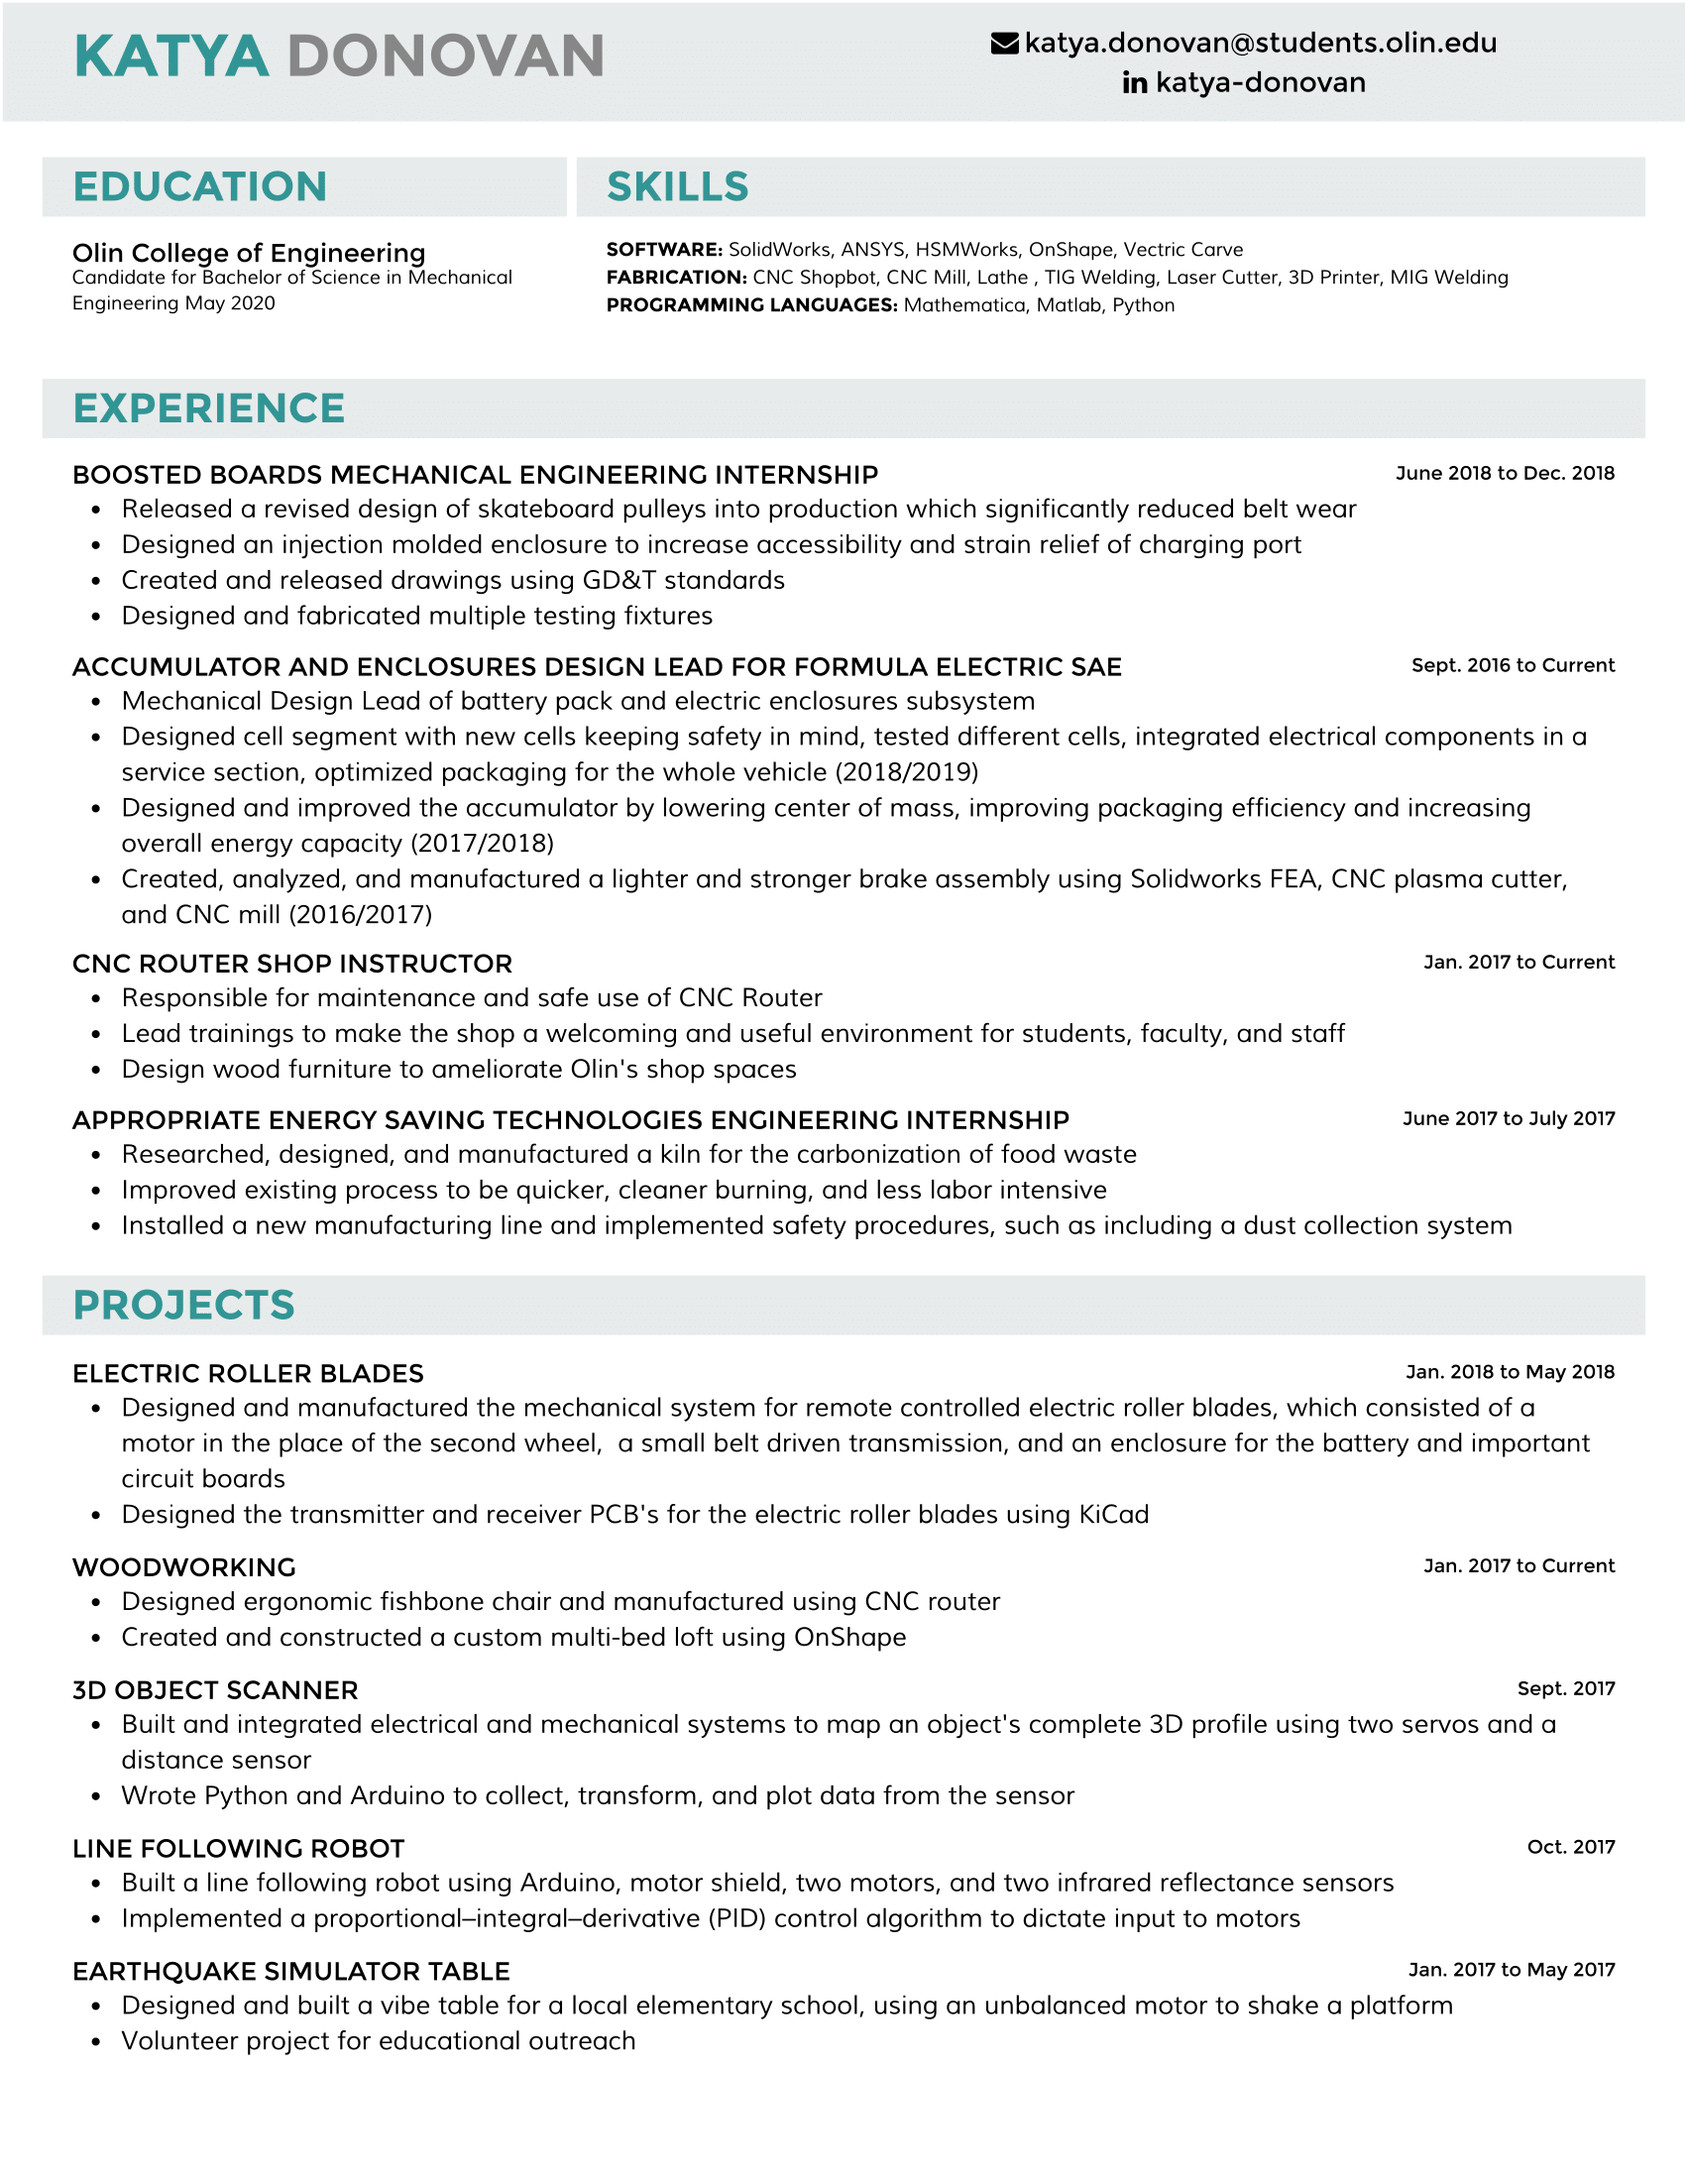 KATYA DONOVAN
katya.donovan@students.olin.edu
in katya-donovan
EDUCATION
Olin College of Engineering
Candidate for Bachelor of Science in Mechanical
Engineering May 2020
SKILLS
SOFTWARE: SolidWorks, ANSYS, HSMWorks, OnShape, Vectric Carve
FABRICATION: CNC Shopbot, CNC Mill, Lathe , TIG Welding, Laser Cutter, 3D Printer, MIG Welding
PROGRAMMING LANGUAGES: Mathematica, Matlab, Python
EXPERIENCE
BOOSTED BOARDS MECHANICAL ENGINEERING INTERNSHIP June 2018 to Dec. 2018
• Released a revised design of skateboard pulleys into production which significantly reduced belt wear
• Designed an injection molded enclosure to increase accessibility and strain relief of charging port
• Created and released drawings using GD&T standards
• Designed and fabricated multiple testing fixtures
ACCUMULATOR AND ENCLOSURES DESIGN LEAD FOR FORMULA ELECTRIC SAE Sept. 2016 to Current
• Mechanical Design Lead of battery pack and electric enclosures subsystem
• Designed cell segment with new cells keeping safety in mind, tested different cells, integrated electrical components in a
service section, optimized packaging for the whole vehicle (2018/2019)
• Designed and improved the accumulator by lowering center of mass, improving packaging efficiency and increasing
overall energy capacity (2017/2018)
• Created, analyzed, and manufactured a lighter and stronger brake assembly using Solidworks FEA, CNC plasma cutter,
and CNC mill (2016/2017)
CNC ROUTER SHOP INSTRUCTOR Jan. 2017 to Current
• Responsible for maintenance and safe use of CNC Router
• Lead trainings to make the shop a welcoming and useful environment for students, faculty, and staff
• Design wood furniture to ameliorate Olin's shop spaces
APPROPRIATE ENERGY SAVING TECHNOLOGIES ENGINEERING INTERNSHIP June 2017 to July 2017
• Researched, designed, and manufactured a kiln for the carbonization of food waste
• Improved existing process to be quicker, cleaner burning, and less labor intensive
• Installed a new manufacturing line and implemented safety procedures, such as including a dust collection system
PROJECTS
ELECTRIC ROLLER BLADES Jan. 2018 to May 2018
• Designed and manufactured the mechanical system for remote controlled electric roller blades, which consisted of a
motor in the place of the second wheel,  a small belt driven transmission, and an enclosure for the battery and important
circuit boards
• Designed the transmitter and receiver PCB's for the electric roller blades using KiCad
WOODWORKING Jan. 2017 to Current
• Designed ergonomic fishbone chair and manufactured using CNC router
• Created and constructed a custom multi-bed loft using OnShape
3D OBJECT SCANNER Sept. 2017
• Built and integrated electrical and mechanical systems to map an object's complete 3D profile using two servos and a
distance sensor
• Wrote Python and Arduino to collect, transform, and plot data from the sensor
LINE FOLLOWING ROBOT Oct. 2017
• Built a line following robot using Arduino, motor shield, two motors, and two infrared reflectance sensors
• Implemented a proportional–integral–derivative (PID) control algorithm to dictate input to motors
EARTHQUAKE SIMULATOR TABLE Jan. 2017 to May 2017
• Designed and built a vibe table for a local elementary school, using an unbalanced motor to shake a platform
• Volunteer project for educational outreach